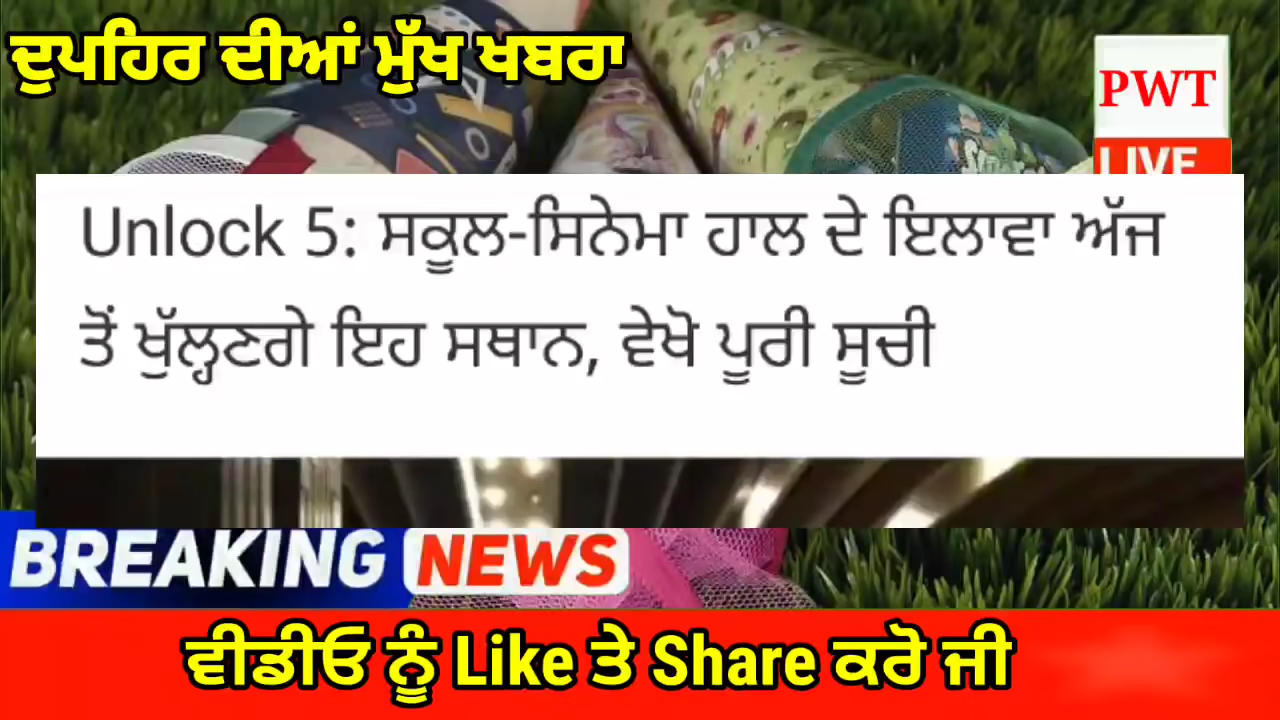 ਦੁਪਹਿਰ ਦੀਆਂ ਮੁੱਖ ਖਬਰਾ
PWT
LIVE
Unlock 5: ਸਕੂਲ-ਸਿਨੇਮਾ ਹਾਲ ਦੇ ਇਲਾਵਾ ਅੱਜ
ਤੋਂ ਖੁੱਲ੍ਹਣਗੇ ਇਹ ਸਥਾਨ, ਵੇਖੋ ਪੂਰੀ ਸੂਚੀ
BREAKING NEWS
ਵੀਡੀਓ ਨੂੰ Like ਤੇ Share ਕਰੋ ਜੀ